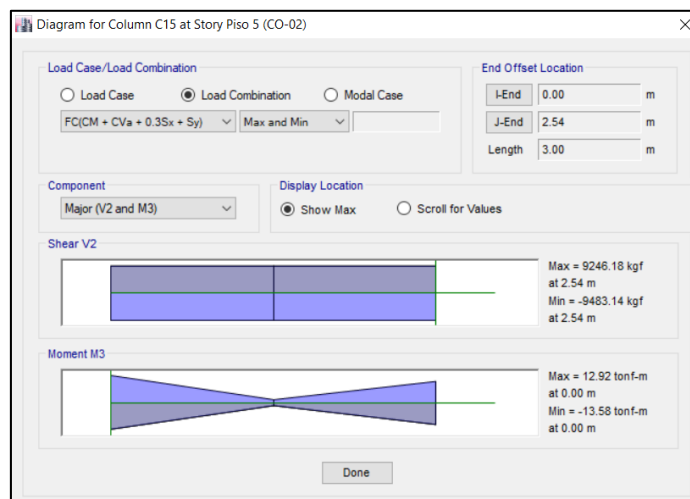 Diagram for Column C15 at Story Piso 5 (CO-02)
Load Case/Load Combination
Load Case
Load Combination
Modal Case
FC(CM + CVa + 0.3Sx + Sy)
Max and Min
End Offset Location
I-End
0.00
m
J-End
2.54
m
Length
3.00
m
Component
Major (V2 and M3)
Display Location
Show Max
Scroll for Values
Shear V2
Max = 9246.18 kgf
at 2.54 m
Min = -9483.14 kgf
at 2.54 m
Moment M3
Max = 12.92 tonf-m
at 0.00 m
Min = -13.58 tonf-m
at 0.00 m
Done